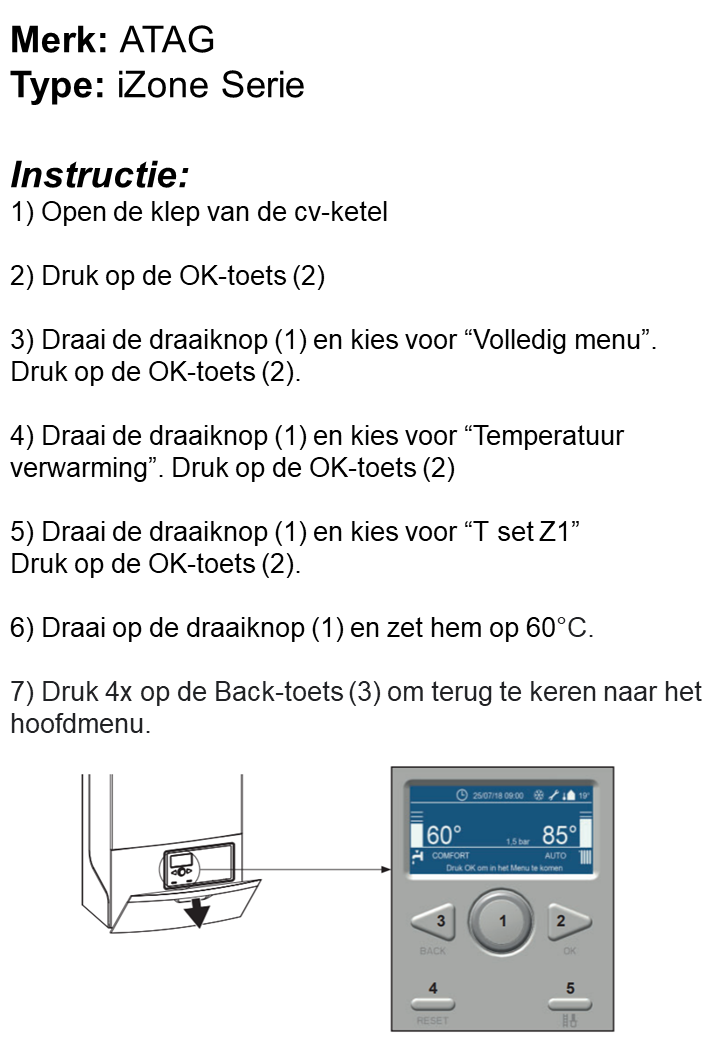 Merk: ATAG
Type: iZone Serie
Instructie:
1) Open de klep van de cv-ketel
2) Druk op de OK-toets (2)
3) Draai de draaiknop (1) en kies voor “Volledig menu”.
Druk op de OK-toets (2).
4) Draai de draaiknop (1) en kies voor “Temperatuur
verwarming”. Druk op de OK-toets (2)
5) Draai de draaiknop (1) en kies voor “T set Z1”
Druk op de OK-toets (2).
6) Draai op de draaiknop (1) en zet hem op 60°C.
7) Druk 4x op de Back-toets (3) om terug te keren naar het
hoofdmenu.
25/07/18 09:00 19°
60° 1,5 bar 85°
COMFORT AUTO
Druk OK om in het Menu te komen
3 1 2
BACK OK
4 5
RESET